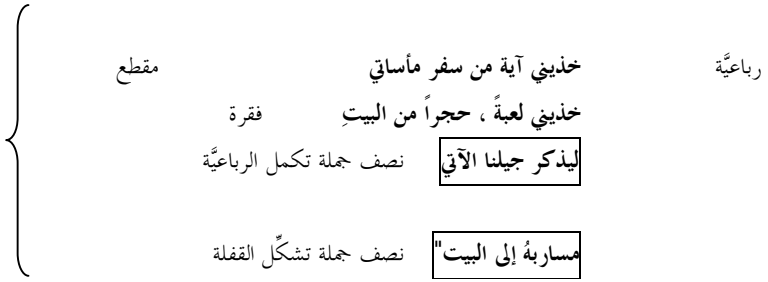 رباعيَّة خذيني آية من سفر مأساتي مقطع
خذيني لعبةً ، حجراً من البيتِ فقرة
ليذكر جيلنا الآتي نصف جملة تكمل الرباعيَّة
مساربهُ إلى البيت" نصف جملة تشكِّل القفلة